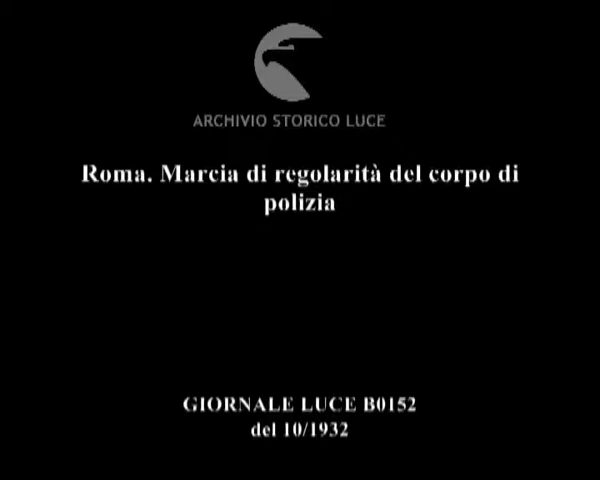 ARCHIVIO STORICO LUCE
Roma. Marcia di regolarità del corpo di
polizia
GIORNALE LUCE B0152
del 10/1932